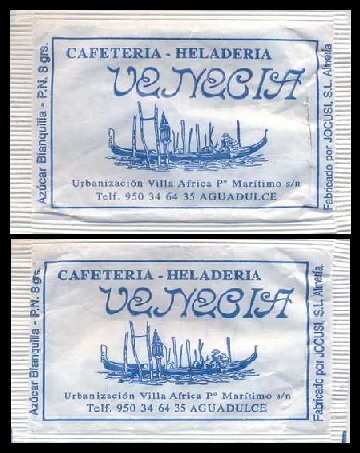 CAFETERIA - HELADERIA
VENECIA
Azúcar Blanquilla - P.N. 8 grs.
Fabricado por JOCUSI, S.L. Almería
Urbanización Villa Africa Pº Marítimo s/n
Telf. 950 34 64 35 AGUADULCE
CAFETERIA - HELADERIA
VENECIA
Azúcar Blanquilla - P.N. 8 grs.
Fabricado por JOCUSI, S.L. Almería
Urbanización Villa Africa Pº Marítimo s/n
Telf. 950 34 64 35 AGUADULCE